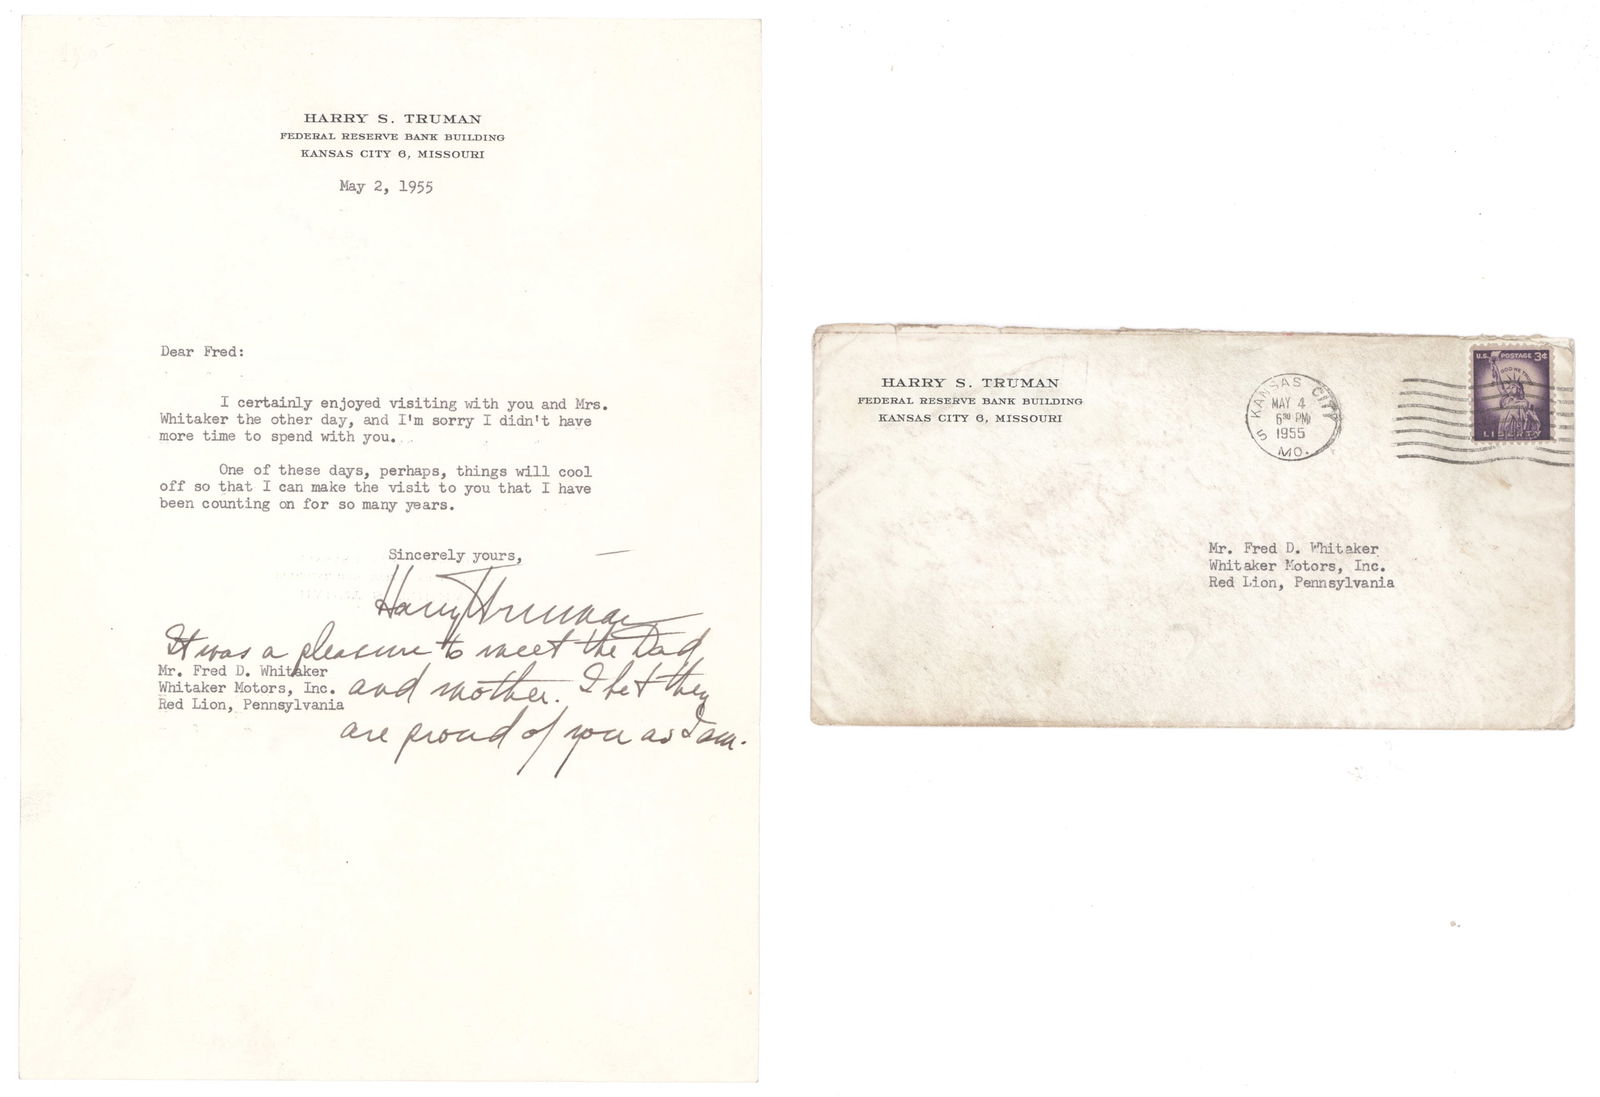 HARRY S. TRUMAN
FEDERAL RESERVE BANK BUILDING
KANSAS CITY 6, MISSOURI
May 2, 1955
Dear Fred:
I certainly enjoyed visiting with you and Mrs.
Whitaker the other day, and I'm sorry I didn't have
more time to spend with you.
One of these days, perhaps, things will cool
off so that I can make the visit to you that I have
been counting on for so many years.
Sincerely yours,
Harry S Truman
It was a pleasure to meet the Dad
and mother. I bet they
are proud of you as I am.
Mr. Fred D. Whitaker
Whitaker Motors, Inc.
Red Lion, Pennsylvania
HARRY S. TRUMAN
FEDERAL RESERVE BANK BUILDING
KANSAS CITY 6, MISSOURI
KANSAS CITY 5
MAY 4
6 30 PM
1955
MO.
U.S. POSTAGE 3¢
IN GOD WE TRUST
LIBERTY
Mr. Fred D. Whitaker
Whitaker Motors, Inc.
Red Lion, Pennsylvania